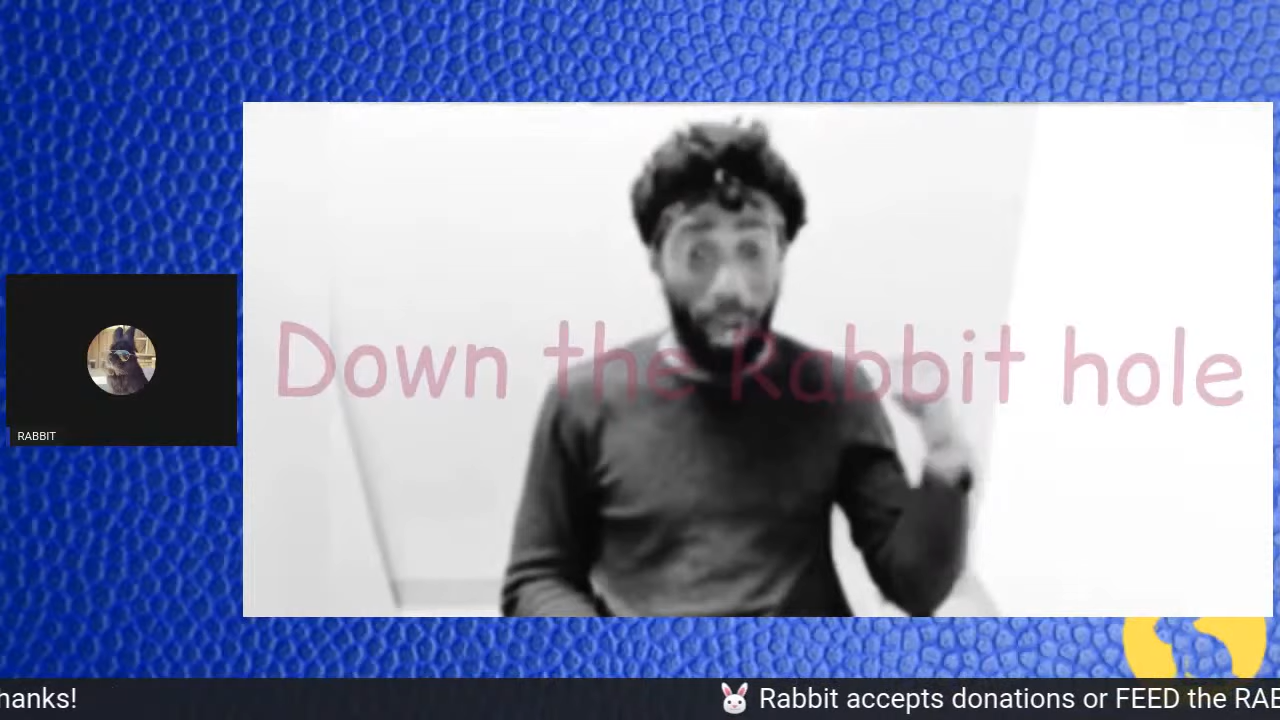 Down the Rabbit hole
RABBIT
hanks!
🐰 Rabbit accepts donations or FEED the RAB